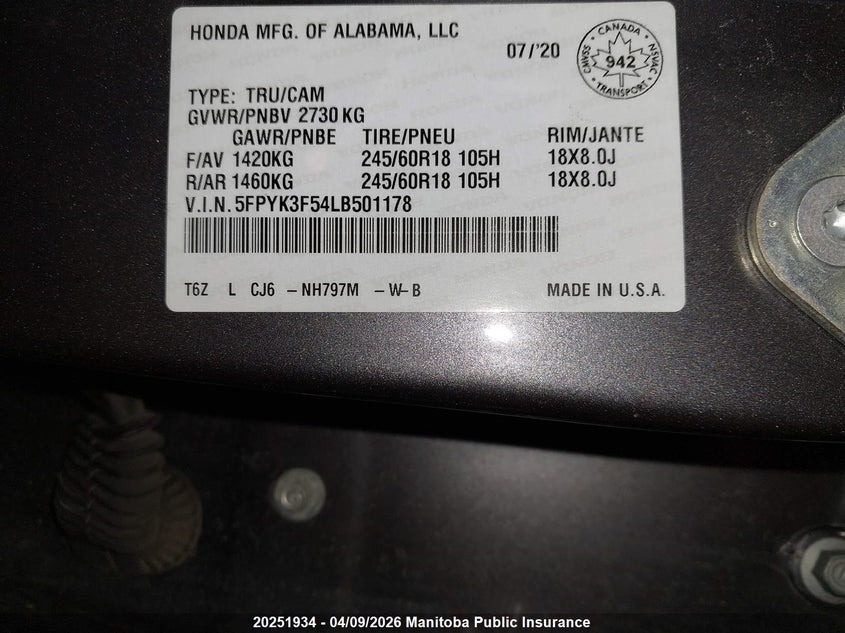 HONDA MFG. OF ALABAMA, LLC
07/'20
CANADA
CMVSS 942 NSVAC
TRANSPORT
TYPE: TRU/CAM
GVWR/PNBV 2730KG
GAWR/PNBE TIRE/PNEU RIM/JANTE
F/AV 1420KG 245/60R18 105H 18X8.0J
R/AR 1460KG 245/60R18 105H 18X8.0J
V.I.N.5FPYK3F54LB501178
T6Z L CJ6 -NH797M -W-B MADE IN U.S.A.
20251934 - 04/09/2026 Manitoba Public Insurance